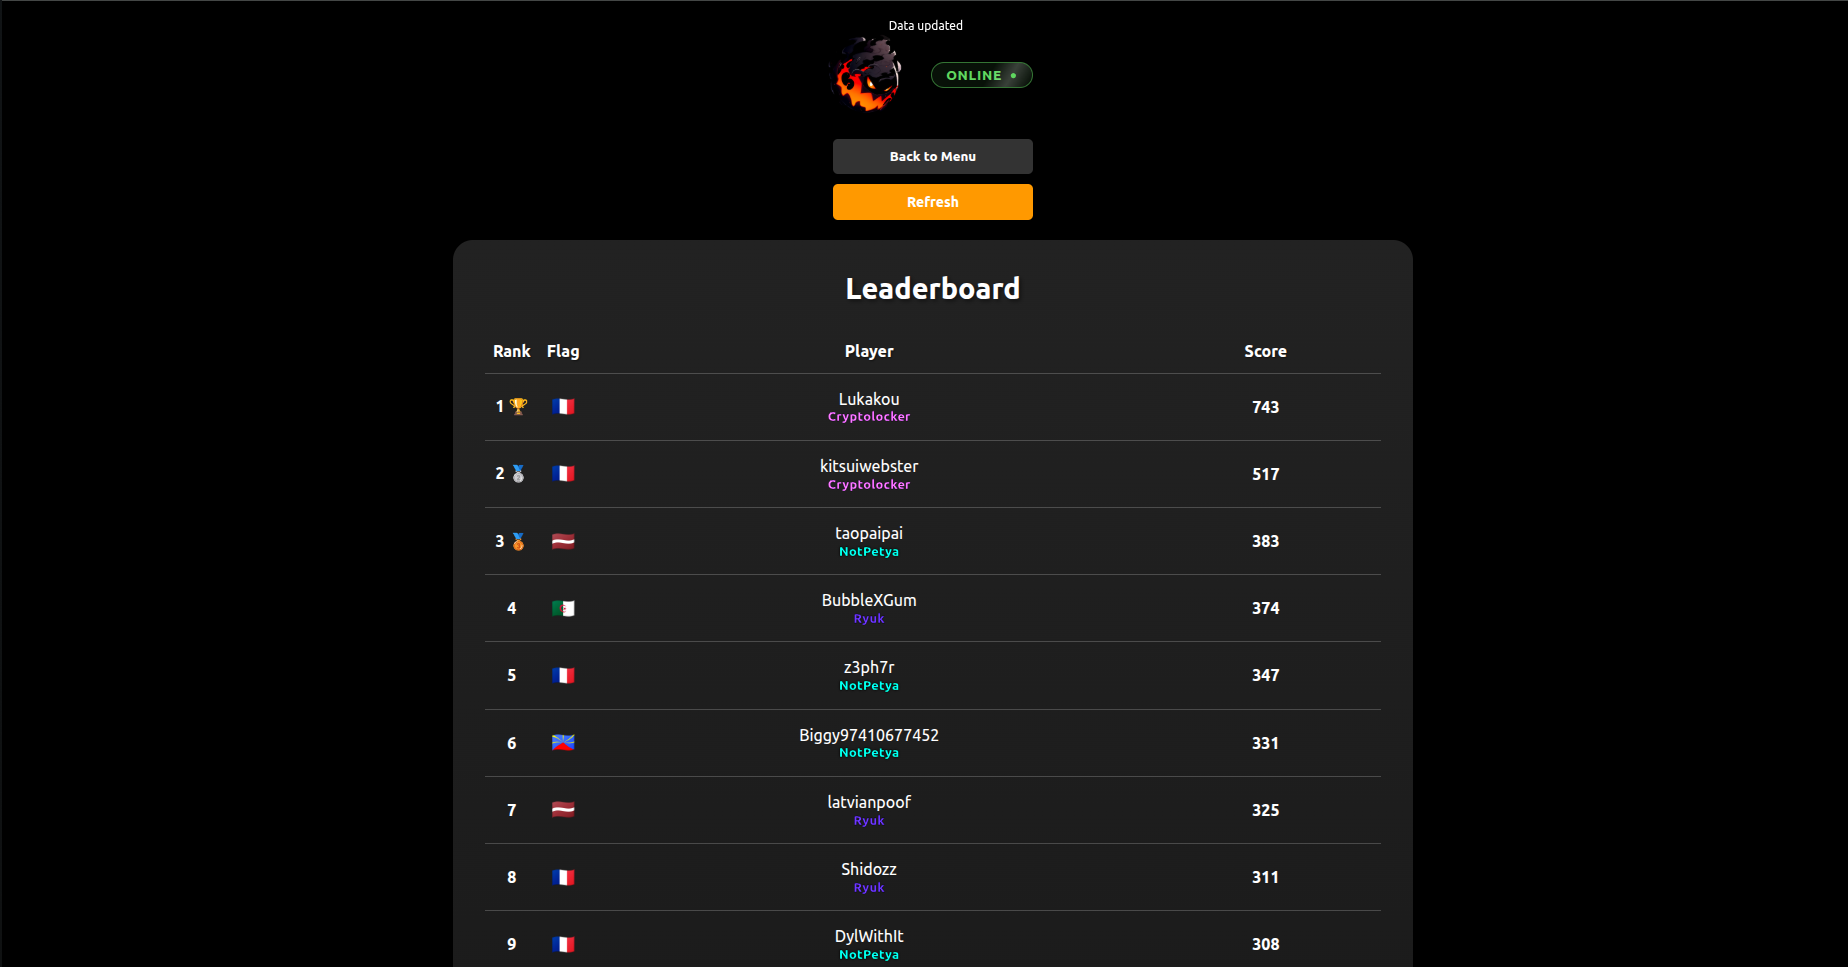 Data updated
ONLINE
Back to Menu
Refresh
Leaderboard
Rank Flag Player Score
1 Lukakou 743
Cryptolocker
2 kitsuiwebster 517
Cryptolocker
3 taopaipai 383
NotPetya
4 BubbleXGum 374
Ryuk
5 z3ph7r 347
NotPetya
6 Biggy97410677452 331
NotPetya
7 latvianpoof 325
Ryuk
8 Shidozz 311
Ryuk
9 DylWithIt 308
NotPetya